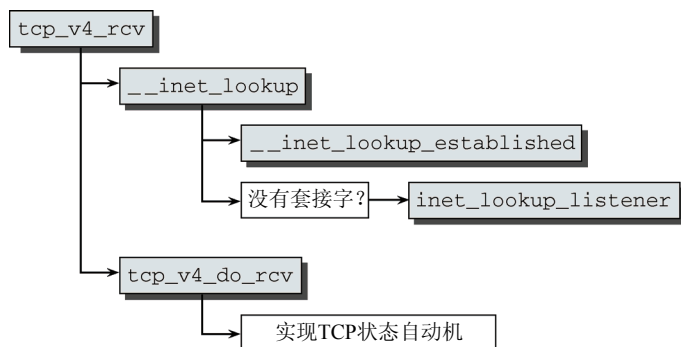 tcp_v4_rcv
__inet_lookup
__inet_lookup_established
没有套接字?
inet_lookup_listener
tcp_v4_do_rcv
实现TCP状态自动机